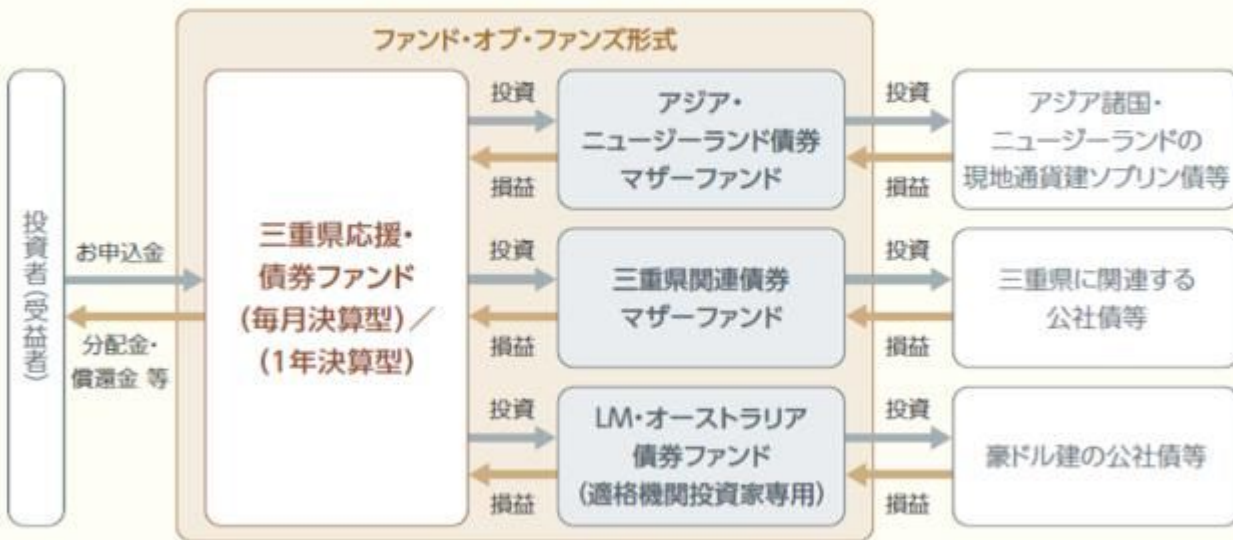 ファンド・オブ・ファンズ形式
投資者(受益者)
お申込金
分配金・
償還金 等
三重県応援・
債券ファンド
(毎月決算型)/
(1年決算型)
投資
損益
アジア・
ニュージーランド債券
マザーファンド
投資
損益
アジア諸国・
ニュージーランドの
現地通貨建ソブリン債等
投資
損益
三重県関連債券
マザーファンド
投資
損益
三重県に関連する
公社債等
投資
損益
LM・オーストラリア
債券ファンド
(適格機関投資家専用)
投資
損益
豪ドル建の公社債等